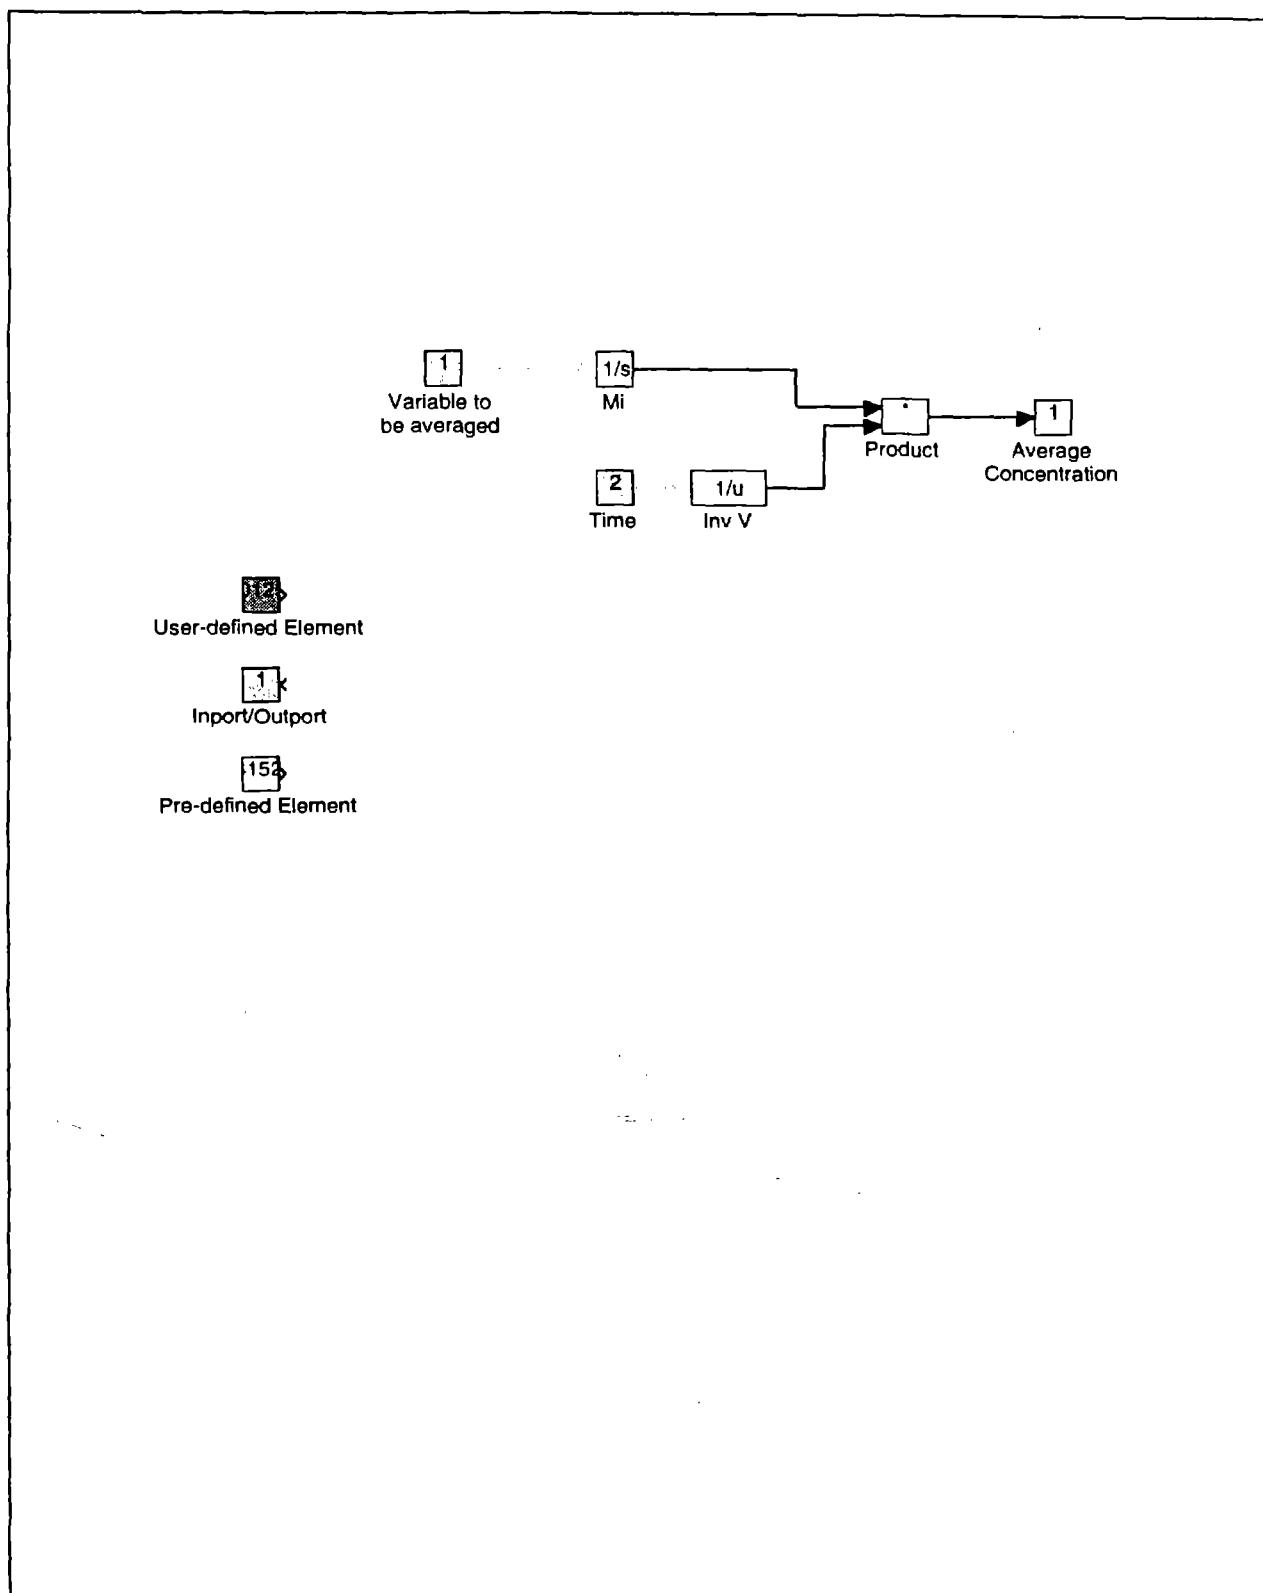 1
1/s
Variable to
be averaged
Mi
*
1
Product
Average
Concentration
2
1/u
Time
Inv V
User-defined Element
1
Inport/Outport
152
Pre-defined Element